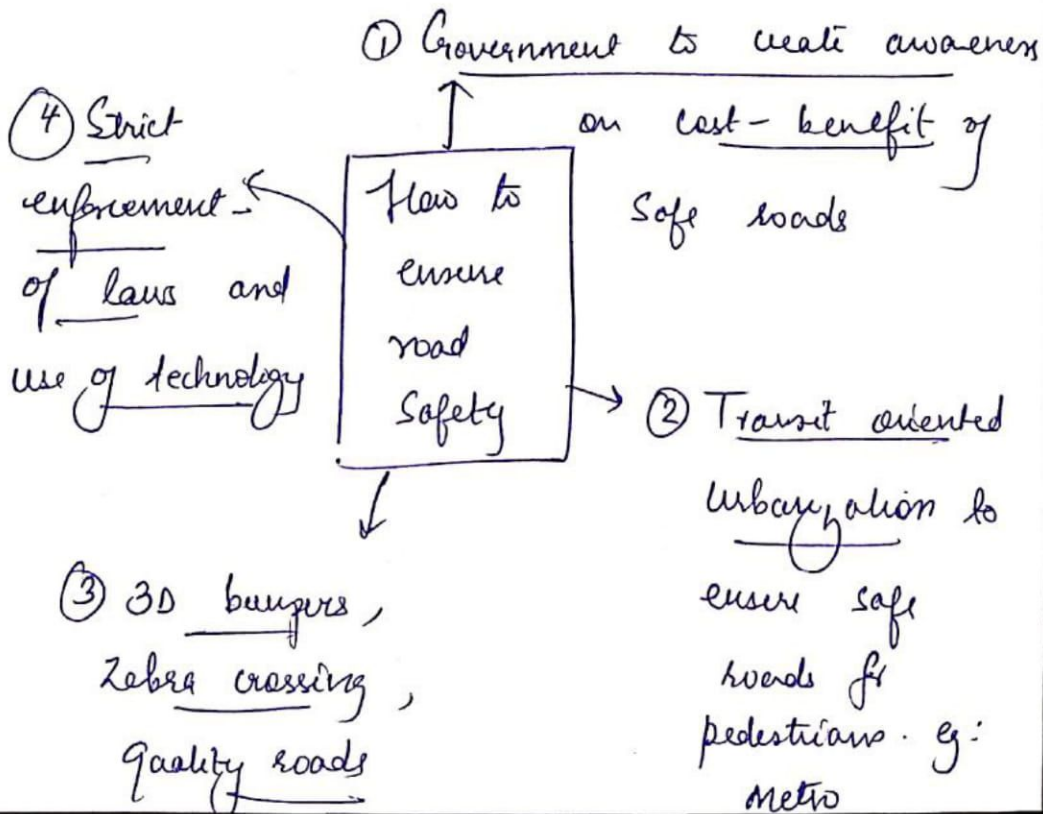 ① Government to create awareness
on cost-benefit of
safe roads
④ Strict
enforcement
of laws and
use of technology
How to
ensure
road
Safety
② Transit oriented
urbanization to
ensure safe
roads for
pedestrians. eg:
metro
③ 3D bumpers,
Zebra crossing,
quality roads